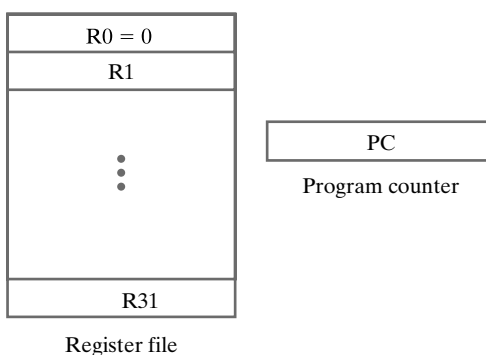 R0 = 0
R1
R31
Register file
PC
Program counter